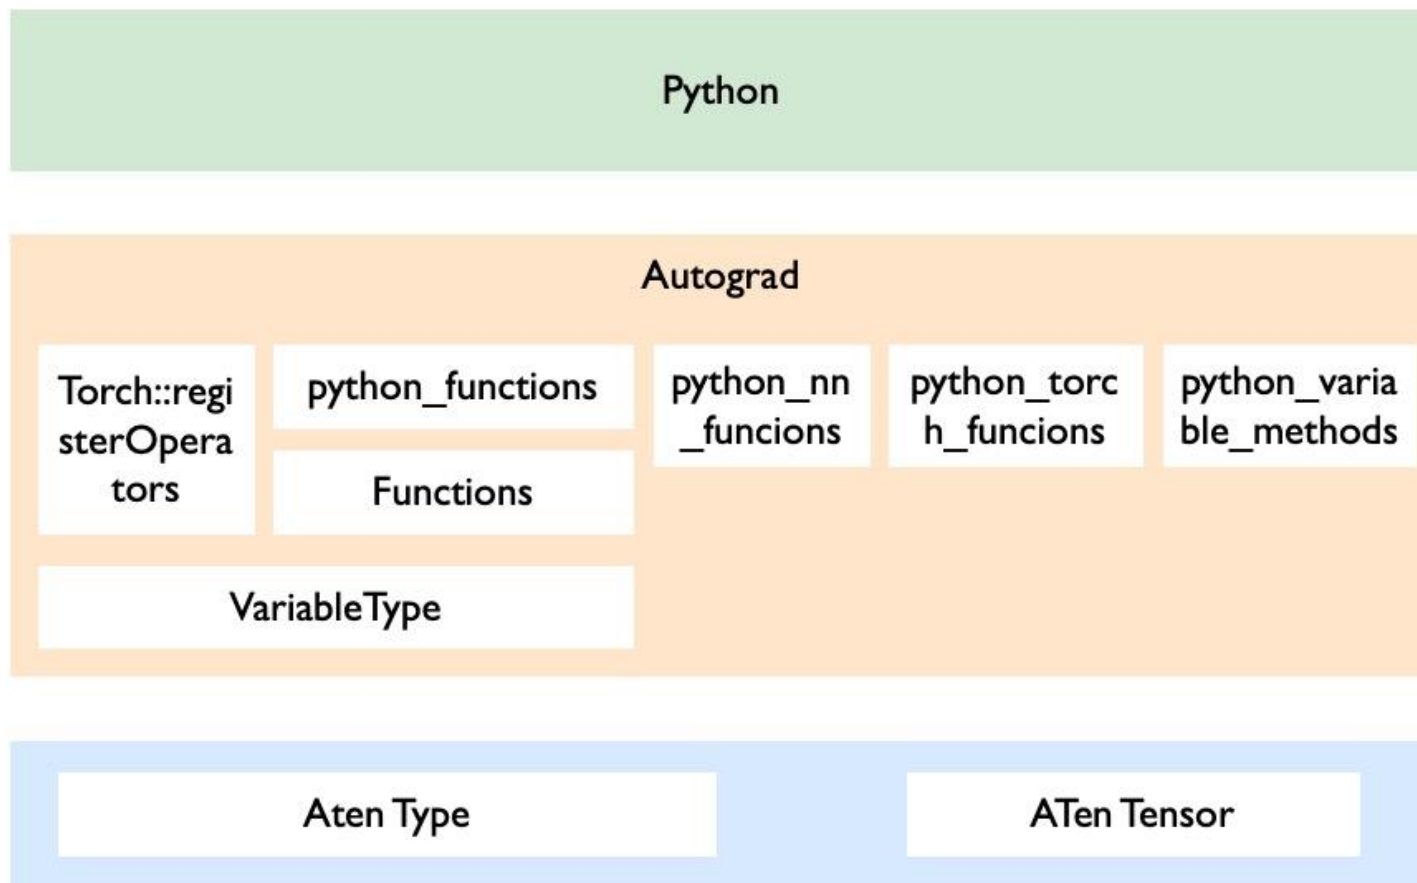 Python
Autograd
Torch::regi
sterOpera
tors
python_functions
Functions
python_nn
_funcions
python_torc
h_funcions
python_varia
ble_methods
VariableType
Aten Type
ATen Tensor